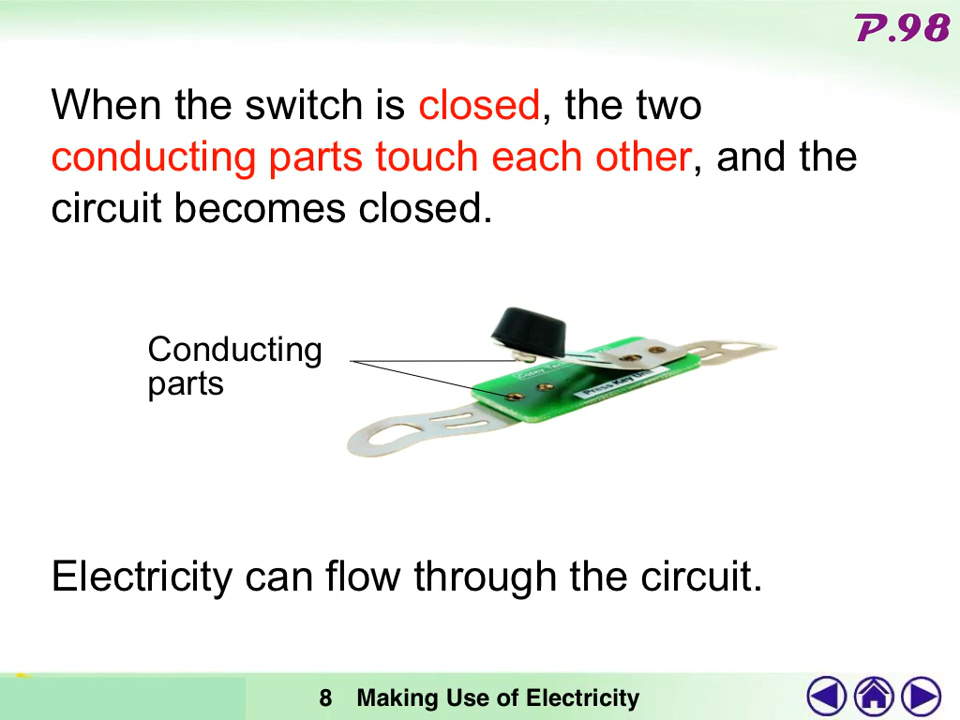 P.98
When the switch is closed, the two
conducting parts touch each other, and the
circuit becomes closed.
Conducting
parts
Press Key Unit
Electricity can flow through the circuit.
8 Making Use of Electricity